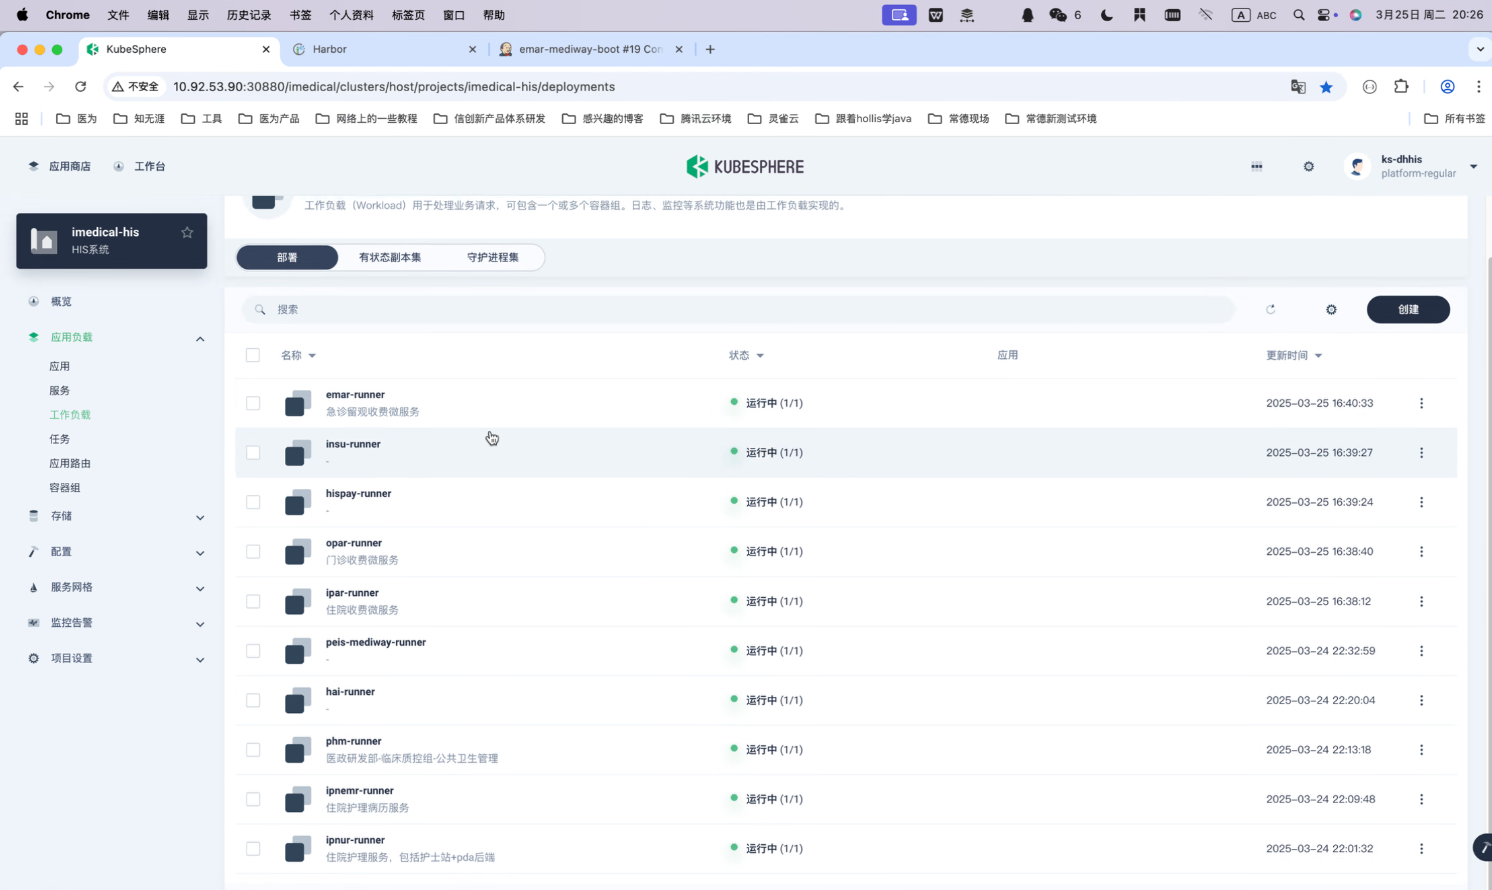 Chrome 文件 编辑 显示 历史记录 书签 个人资料 标签页 窗口 帮助 6 A ABC 3月25日 周二 20:26
KubeSphere Harbor emar-mediway-boot #19 Con
不安全 10.92.53.90:30880/imedical/clusters/host/projects/imedical-his/deployments
医为 知无涯 工具 医为产品 网络上的一些教程 信创新产品体系研发 感兴趣的博客 腾讯云环境 灵雀云 跟着hollis学java 常德现场 常德新测试环境 所有书签
应用商店 工作台 KUBESPHERE ks-dhhis
platform-regular
imedical-his
HIS系统
概览
应用负载
应用
服务
工作负载
任务
应用路由
容器组
存储
配置
服务网格
监控告警
项目设置
工作负载（Workload）用于处理业务请求，可包含一个或多个容器组。日志、监控等系统功能也是由工作负载实现的。
部署 有状态副本集 守护进程集
搜索 创建
名称 状态 应用 更新时间
emar-runner
急诊留观收费微服务
运行中 (1/1) 2025-03-25 16:40:33
insu-runner
-
运行中 (1/1) 2025-03-25 16:39:27
hispay-runner
-
运行中 (1/1) 2025-03-25 16:39:24
opar-runner
门诊收费微服务
运行中 (1/1) 2025-03-25 16:38:40
ipar-runner
住院收费微服务
运行中 (1/1) 2025-03-25 16:38:12
peis-mediway-runner
-
运行中 (1/1) 2025-03-24 22:32:59
hai-runner
-
运行中 (1/1) 2025-03-24 22:20:04
phm-runner
医政研发部-临床质控组-公共卫生管理
运行中 (1/1) 2025-03-24 22:13:18
ipnemr-runner
住院护理病历服务
运行中 (1/1) 2025-03-24 22:09:48
ipnur-runner
住院护理服务，包括护士站+pda后端
运行中 (1/1) 2025-03-24 22:01:32